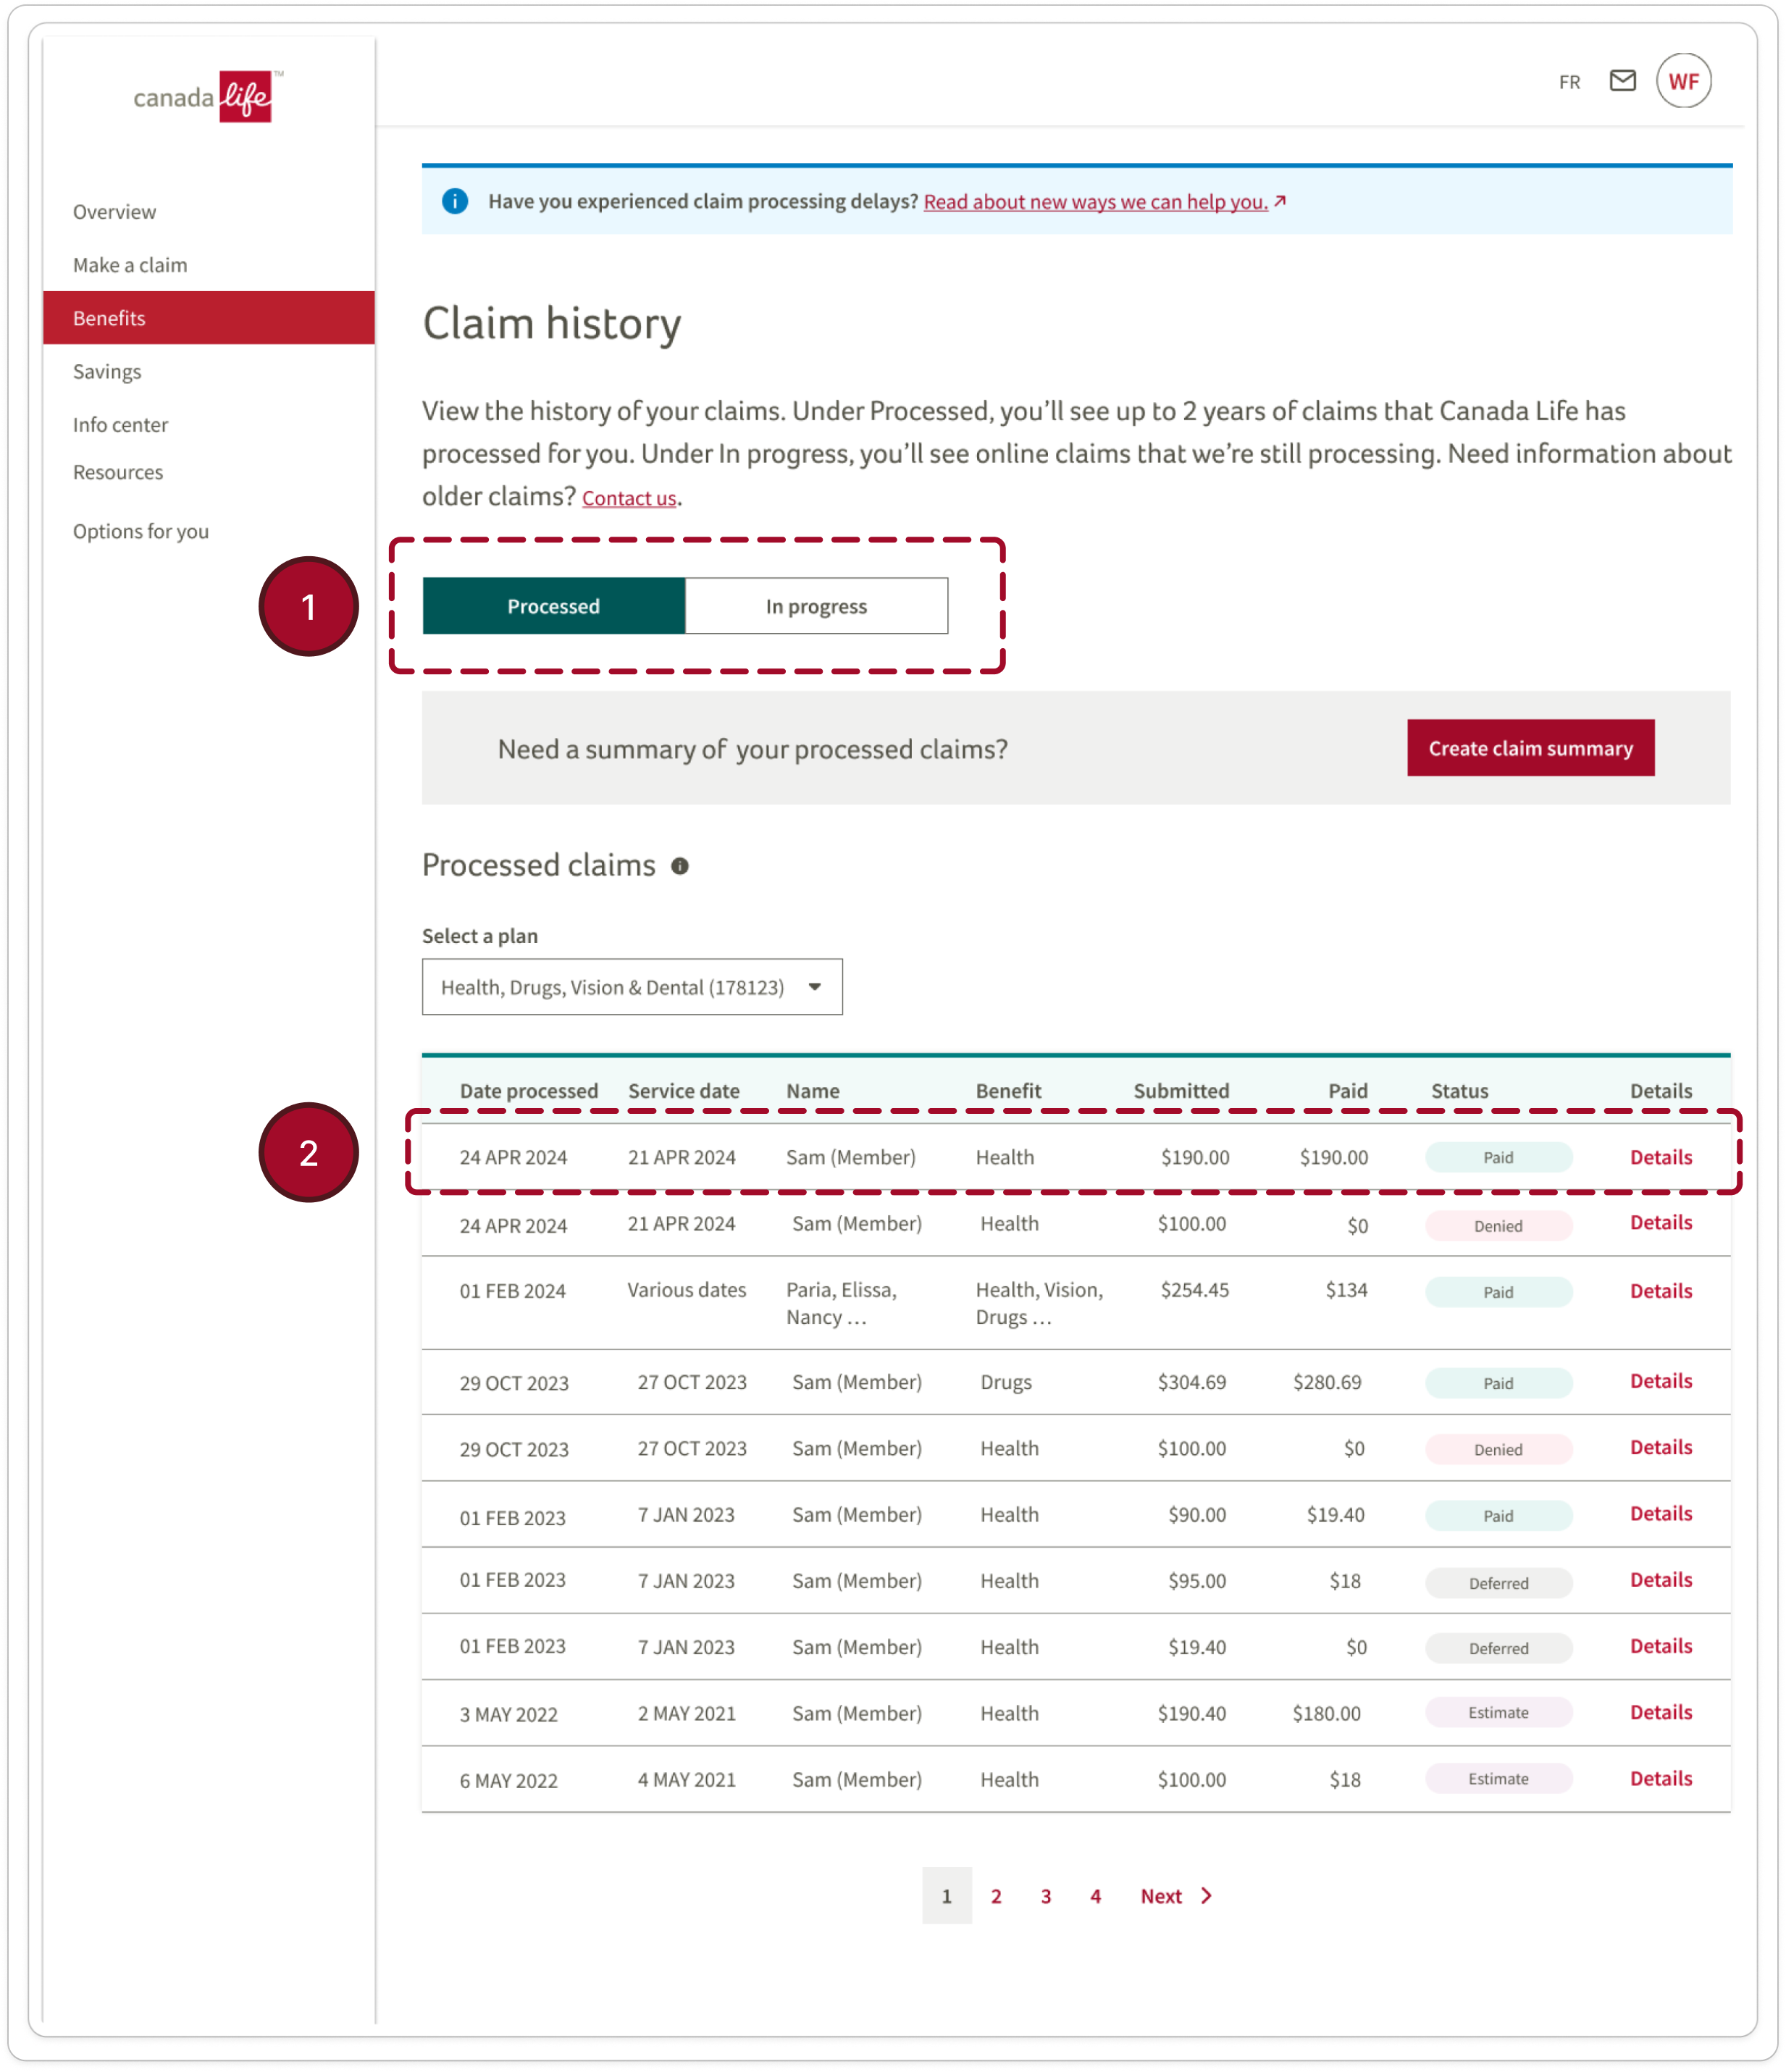 canada life™
FR
WF
Overview
Make a claim
Benefits
Savings
Info center
Resources
Options for you
Have you experienced claim processing delays? Read about new ways we can help you.
Claim history
View the history of your claims. Under Processed, you’ll see up to 2 years of claims that Canada Life has
processed for you. Under In progress, you’ll see online claims that we’re still processing. Need information about
older claims? Contact us.
1
Processed In progress
Need a summary of your processed claims? Create claim summary
Processed claims
Select a plan
Health, Drugs, Vision & Dental (178123)
Date processed Service date Name Benefit Submitted Paid Status Details
2
24 APR 2024 21 APR 2024 Sam (Member) Health $190.00 $190.00 Paid Details
24 APR 2024 21 APR 2024 Sam (Member) Health $100.00 $0 Denied Details
01 FEB 2024 Various dates Paria, Elissa, Health, Vision, $254.45 $134 Paid Details
Nancy ... Drugs ...
29 OCT 2023 27 OCT 2023 Sam (Member) Drugs $304.69 $280.69 Paid Details
29 OCT 2023 27 OCT 2023 Sam (Member) Health $100.00 $0 Denied Details
01 FEB 2023 7 JAN 2023 Sam (Member) Health $90.00 $19.40 Paid Details
01 FEB 2023 7 JAN 2023 Sam (Member) Health $95.00 $18 Deferred Details
01 FEB 2023 7 JAN 2023 Sam (Member) Health $19.40 $0 Deferred Details
3 MAY 2022 2 MAY 2021 Sam (Member) Health $190.40 $180.00 Estimate Details
6 MAY 2022 4 MAY 2021 Sam (Member) Health $100.00 $18 Estimate Details
1 2 3 4 Next